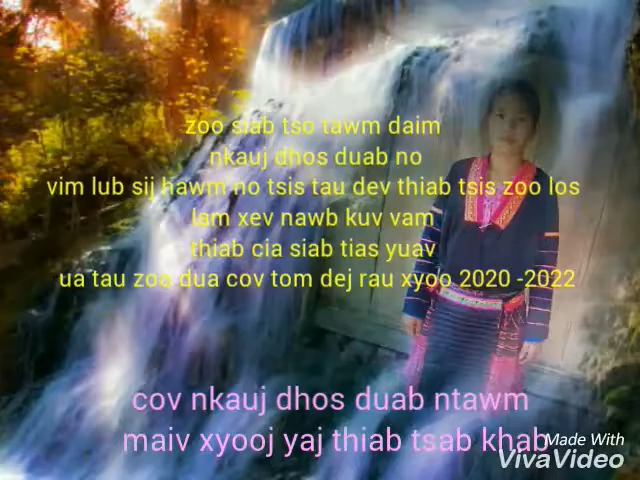 zoo siab tso tawm daim
nkauj dhos duab no
vim lub sij hawm no tsis tau dev thiab tsis zoo los
lam xev nawb kuv vam
thiab cia siab tias yuav
ua tau zoo dua cov tom dej rau xyoo 2020 -2022
cov nkauj dhos duab ntawm
maiv xyooj yaj thiab tsab khab
Made With
VivaVideo